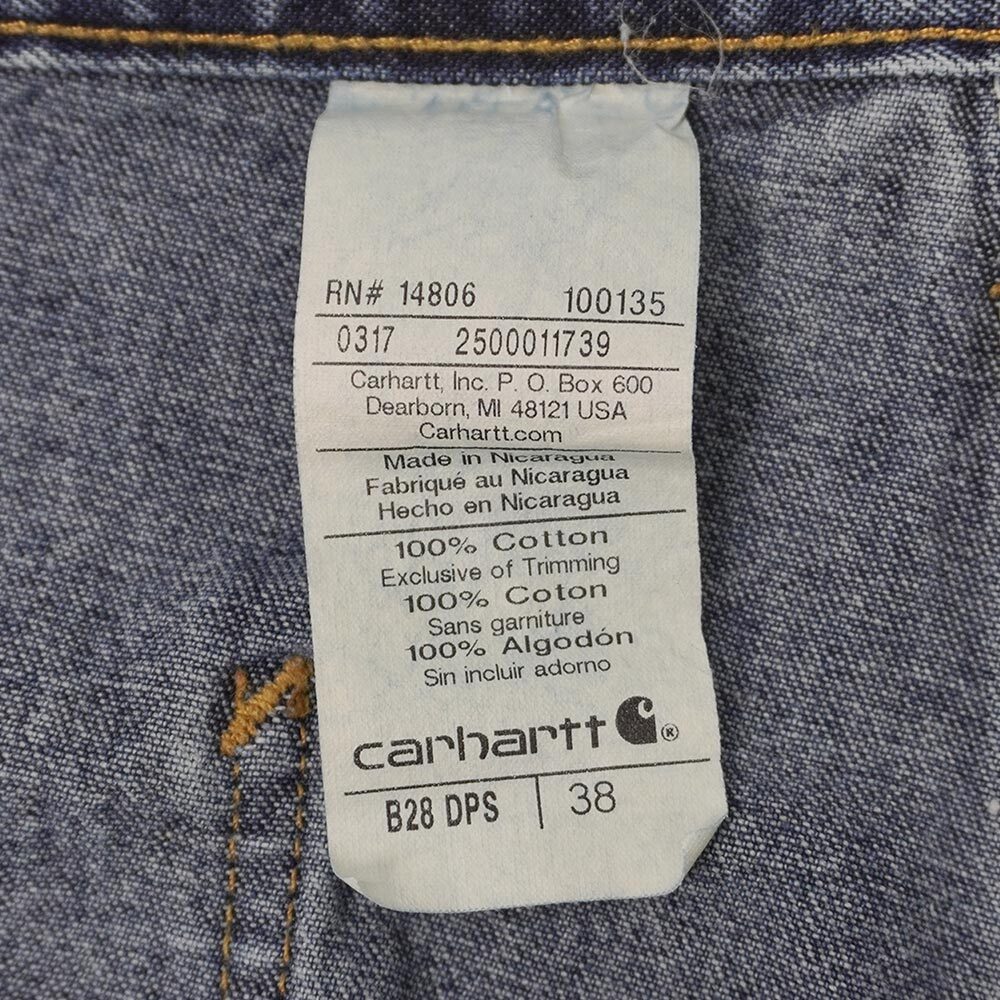 RN# 14806 100135
0317 2500011739
Carhartt, Inc. P. O. Box 600
Dearborn, MI 48121 USA
Carhartt.com
Made in Nicaragua
Fabriqué au Nicaragua
Hecho en Nicaragua
100% Cotton
Exclusive of Trimming
100% Coton
Sans garniture
100% Algodón
Sin incluir adorno
carhartt ®
B28 DPS 38